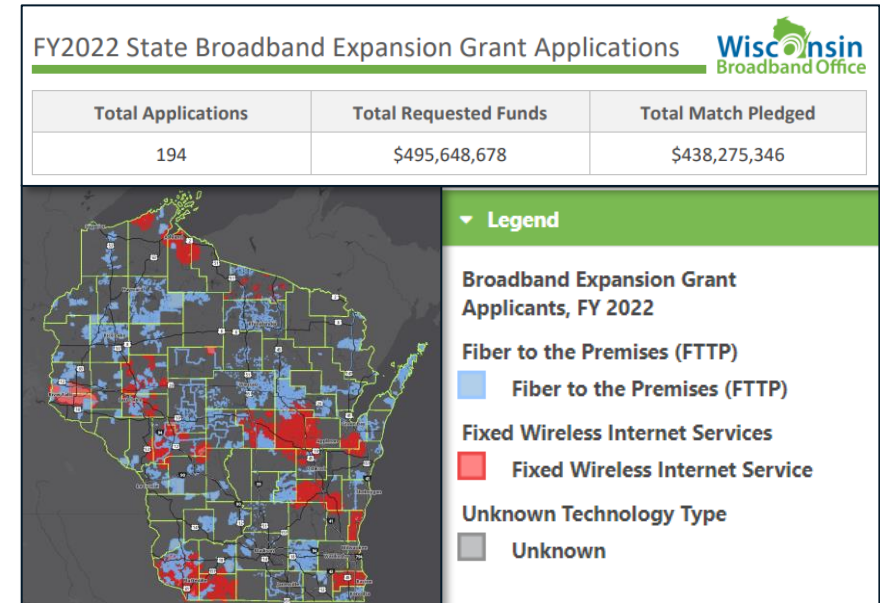 FY2022 State Broadband Expansion Grant Applications
Wisconsin
Broadband Office
Total Applications
Total Requested Funds
Total Match Pledged
194
$495,648,678
$438,275,346
Legend
Broadband Expansion Grant
Applicants, FY 2022
Fiber to the Premises (FTTP)
Fiber to the Premises (FTTP)
Fixed Wireless Internet Services
Fixed Wireless Internet Service
Unknown Technology Type
Unknown